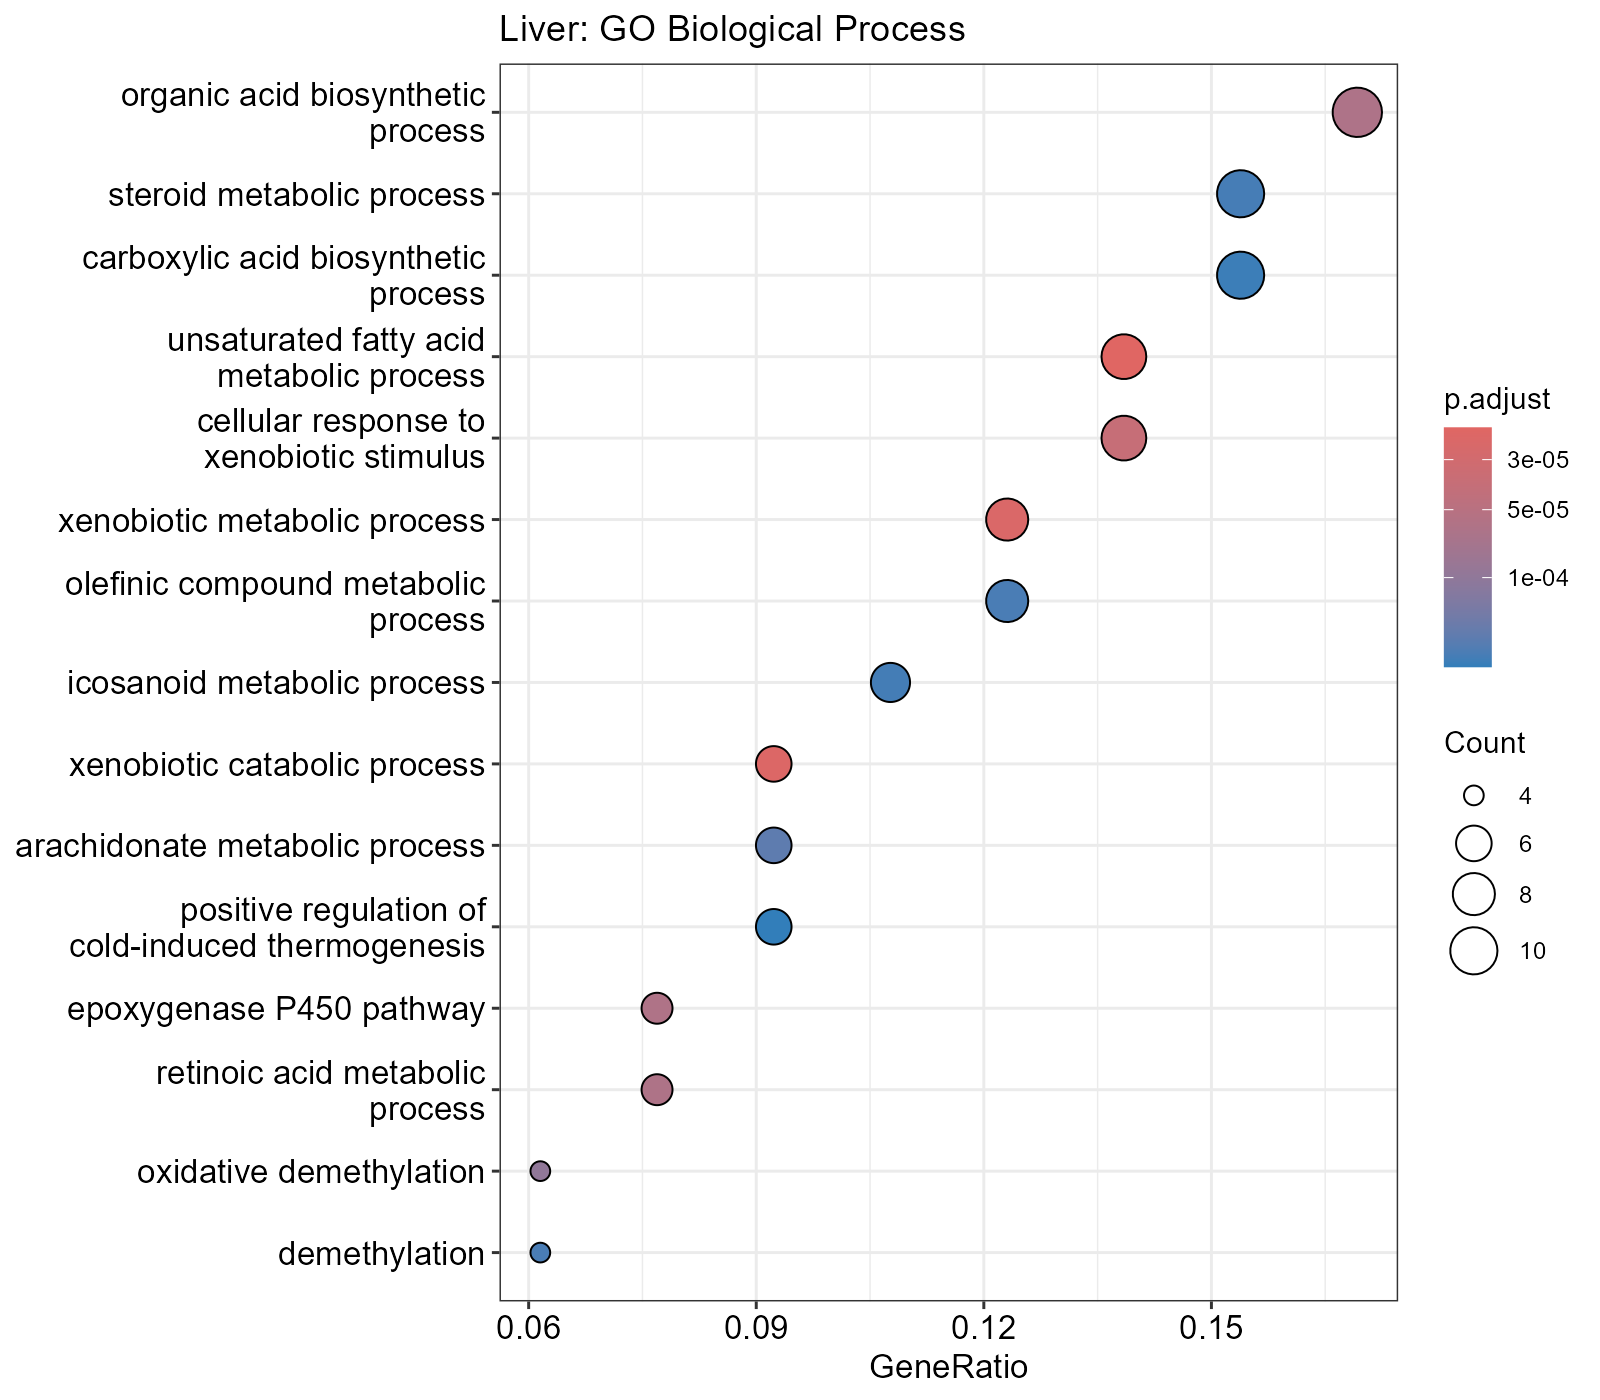 Liver: GO Biological Process
organic acid biosynthetic
process
steroid metabolic process
carboxylic acid biosynthetic
process
unsaturated fatty acid
metabolic process
cellular response to
xenobiotic stimulus
xenobiotic metabolic process
olefinic compound metabolic
process
icosanoid metabolic process
xenobiotic catabolic process
arachidonate metabolic process
positive regulation of
cold-induced thermogenesis
epoxygenase P450 pathway
retinoic acid metabolic
process
oxidative demethylation
demethylation
0.06 0.09 0.12 0.15
GeneRatio
p.adjust
3e-05
5e-05
1e-04
Count
4
6
8
10